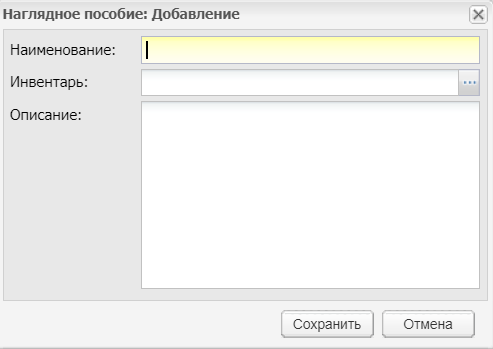 Наглядное пособие: Добавление
Наименование:
Инвентарь:
...
Описание:
Сохранить Отмена